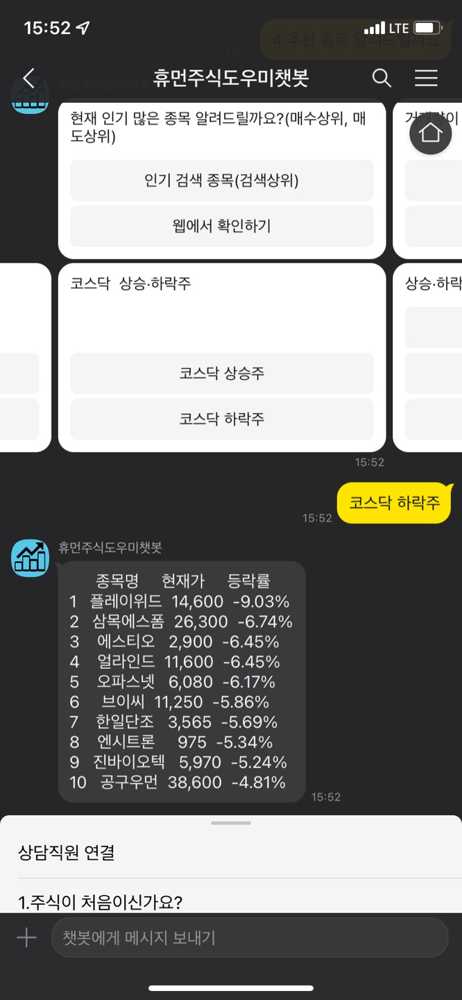 15:52
LTE
4.추천 종목 알려드릴까요
15:52
휴먼주식도우미챗봇
현재 인기 많은 종목 알려드릴까요?(매수상위, 매
도상위)
거래량이
인기 검색 종목(검색상위)
웹에서 확인하기
코스닥 상승·하락주
상승·하락
코스닥 상승주
코스닥 하락주
15:52
코스닥 하락주
15:52
휴먼주식도우미챗봇
종목명 현재가 등락률
1 플레이위드 14,600 -9.03%
2 삼목에스폼 26,300 -6.74%
3 에스티오 2,900 -6.45%
4 얼라인드 11,600 -6.45%
5 오파스넷 6,080 -6.17%
6 브이씨 11,250 -5.86%
7 한일단조 3,565 -5.69%
8 엔시트론 975 -5.34%
9 진바이오텍 5,970 -5.24%
10 공구우먼 38,600 -4.81%
15:52
상담직원 연결
1.주식이 처음이신가요?
챗봇에게 메시지 보내기